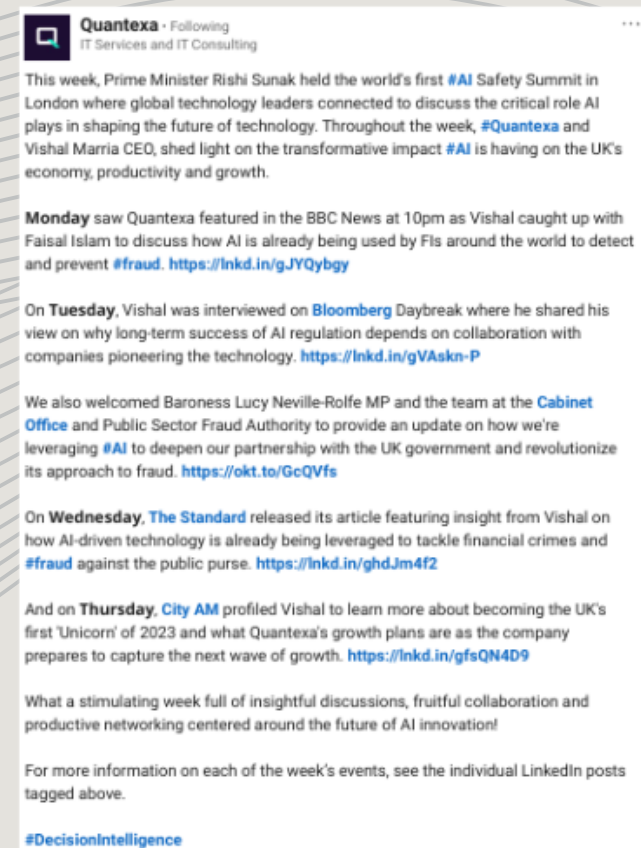 Quantexa · Following
IT Services and IT Consulting
This week, Prime Minister Rishi Sunak held the world's first #AI Safety Summit in
London where global technology leaders connected to discuss the critical role AI
plays in shaping the future of technology. Throughout the week, #Quantexa and
Vishal Marria CEO, shed light on the transformative impact #AI is having on the UK's
economy, productivity and growth.
Monday saw Quantexa featured in the BBC News at 10pm as Vishal caught up with
Faisal Islam to discuss how AI is already being used by FIs around the world to detect
and prevent #fraud. https://lnkd.in/gJYQybgy
On Tuesday, Vishal was interviewed on Bloomberg Daybreak where he shared his
view on why long-term success of AI regulation depends on collaboration with
companies pioneering the technology. https://lnkd.in/gVAskn-P
We also welcomed Baroness Lucy Neville-Rolfe MP and the team at the Cabinet
Office and Public Sector Fraud Authority to provide an update on how we're
leveraging #AI to deepen our partnership with the UK government and revolutionize
its approach to fraud. https://okt.to/GcQVfs
On Wednesday, The Standard released its article featuring insight from Vishal on
how AI-driven technology is already being leveraged to tackle financial crimes and
#fraud against the public purse. https://lnkd.in/ghdJm4f2
And on Thursday, City AM profiled Vishal to learn more about becoming the UK's
first 'Unicorn' of 2023 and what Quantexa's growth plans are as the company
prepares to capture the next wave of growth. https://lnkd.in/gfsQN4D9
What a stimulating week full of insightful discussions, fruitful collaboration and
productive networking centered around the future of AI innovation!
For more information on each of the week's events, see the individual LinkedIn posts
tagged above.
#DecisionIntelligence